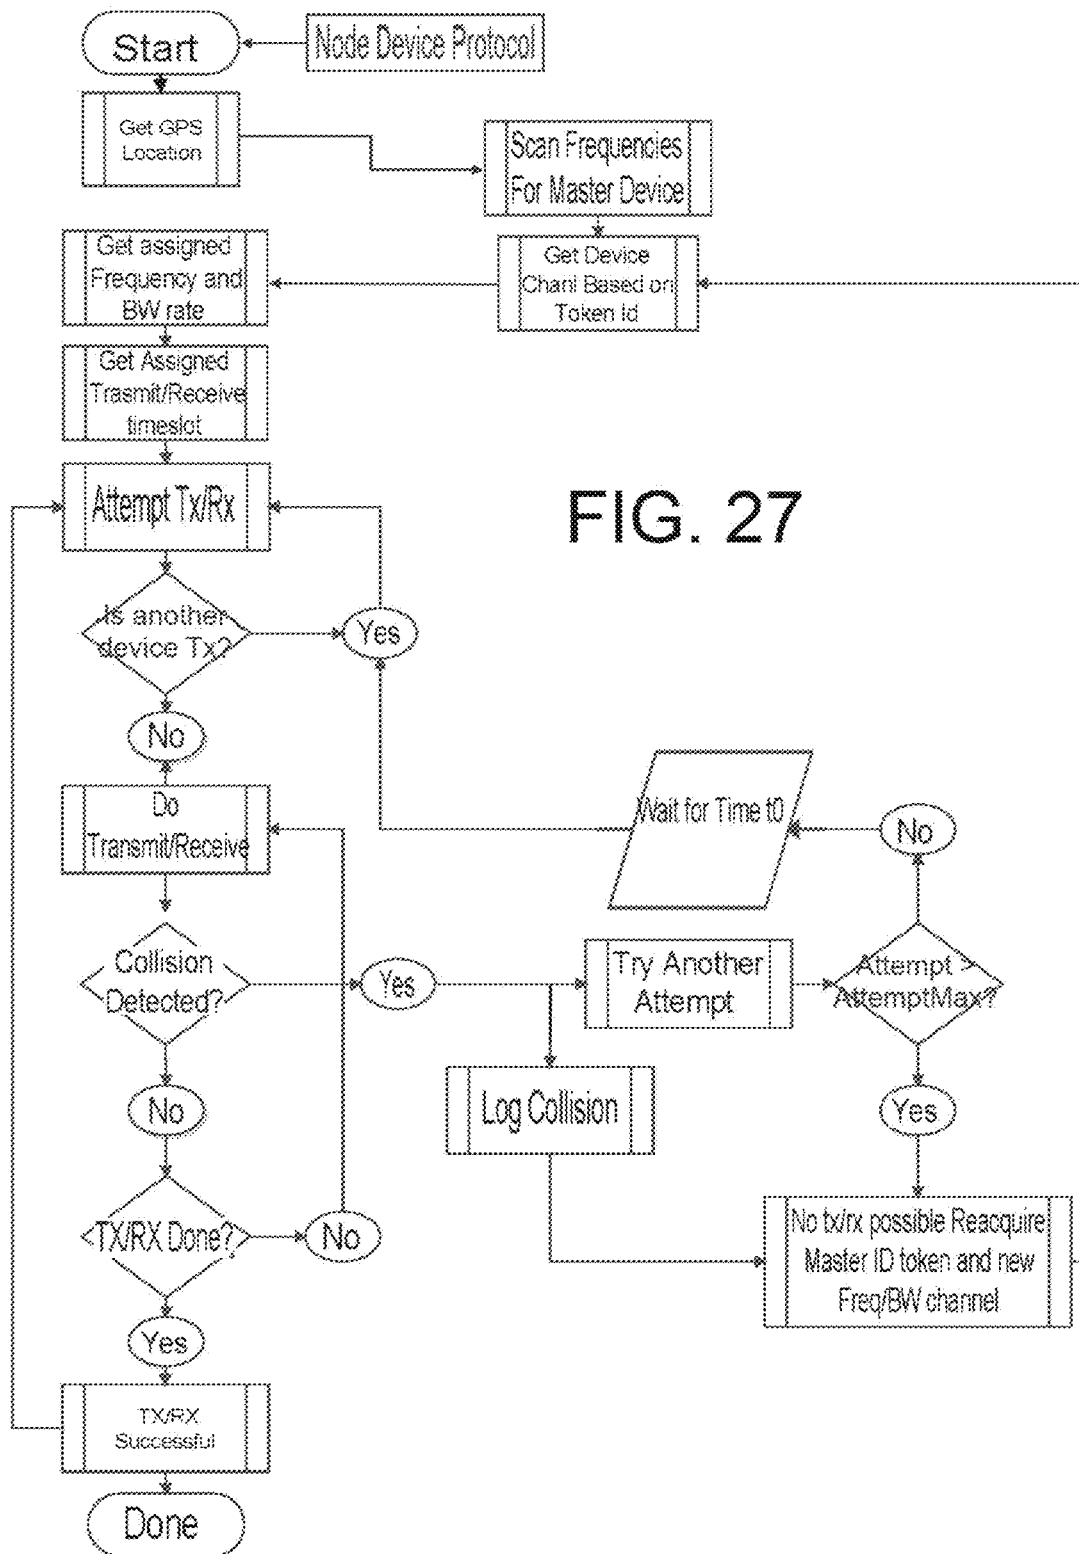 Start
Node Device Protocol
Get GPS
Location
Scan Frequencies
For Master Device
Get assigned
Frequency and
BW rate
Get Device
Chanl Based on
Token Id
Get Assigned
Trasmit/Receive
timeslot
Attempt Tx/Rx
FIG. 27
Is another
device Tx?
Yes
No
Do
Transmit/Receive
Wait for Time t0
No
Collision
Detected?
Yes
Try Another
Attempt
Attempt >
AttemptMax?
No
Log Collision
Yes
TX/RX Done?
No
No tx/rx possible Reacquire
Master ID token and new
Freq/BW channel
Yes
TX/RX
Successful
Done